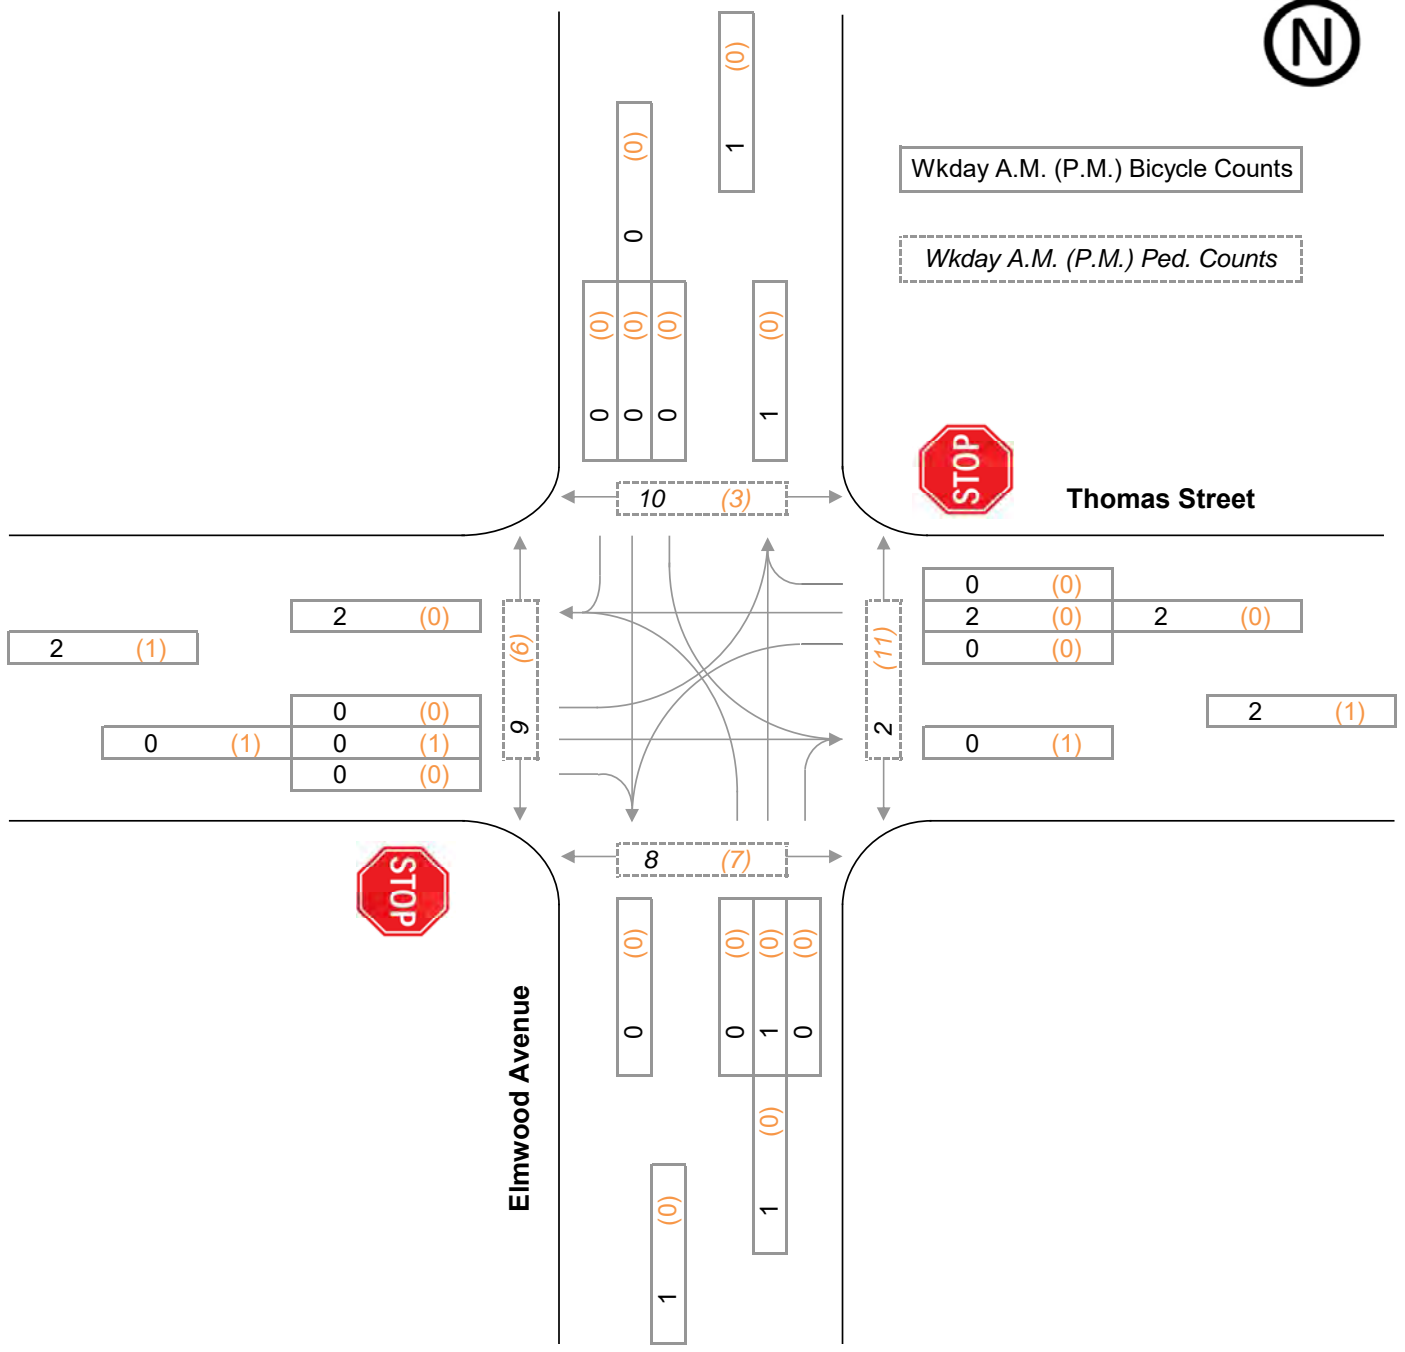 N
(0)
1
(0)
0
Wkday A.M. (P.M.) Bicycle Counts
Wkday A.M. (P.M.) Ped. Counts
(0) (0) (0)
0 0 0
(0)
1
STOP
Thomas Street
10 (3)
0 (0)
2 (0) 2 (0)
0 (0)
2 (0)
2 (1)
(6)
9
(11)
2
0 (0)
0 (1) 0 (1)
0 (0)
2 (1)
0 (1)
8 (7)
STOP
(0)
0
(0) (0) (0)
0 1 0
Elmwood Avenue
(0)
1
(0)
1